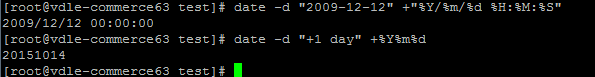 [root@vdle-commerce63 test]# date -d "2009-12-12" +"%Y/%m/%d %H:%M:%S"
2009/12/12 00:00:00
[root@vdle-commerce63 test]# date -d "+1 day" +%Y%m%d
20151014
[root@vdle-commerce63 test]#